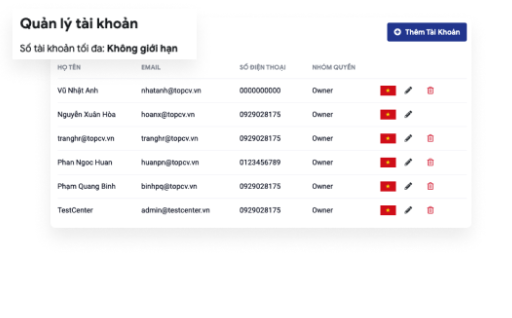 Quản lý tài khoản
Số tài khoản tối đa: Không giới hạn
Thêm Tài Khoản
HỌ TÊN EMAIL SỐ ĐIỆN THOẠI NHÓM QUYỀN
Vũ Nhật Anh nhatanh@topcv.vn 0000000000 Owner
Nguyễn Xuân Hòa hoanx@topcv.vn 0929028175 Owner
tranghr@topcv.vn tranghr@topcv.vn 0929028175 Owner
Phan Ngoc Huan huanpn@topcv.vn 0123456789 Owner
Phạm Quang Bình binhpq@topcv.vn 0929028175 Owner
TestCenter admin@testcenter.vn 0929028175 Owner